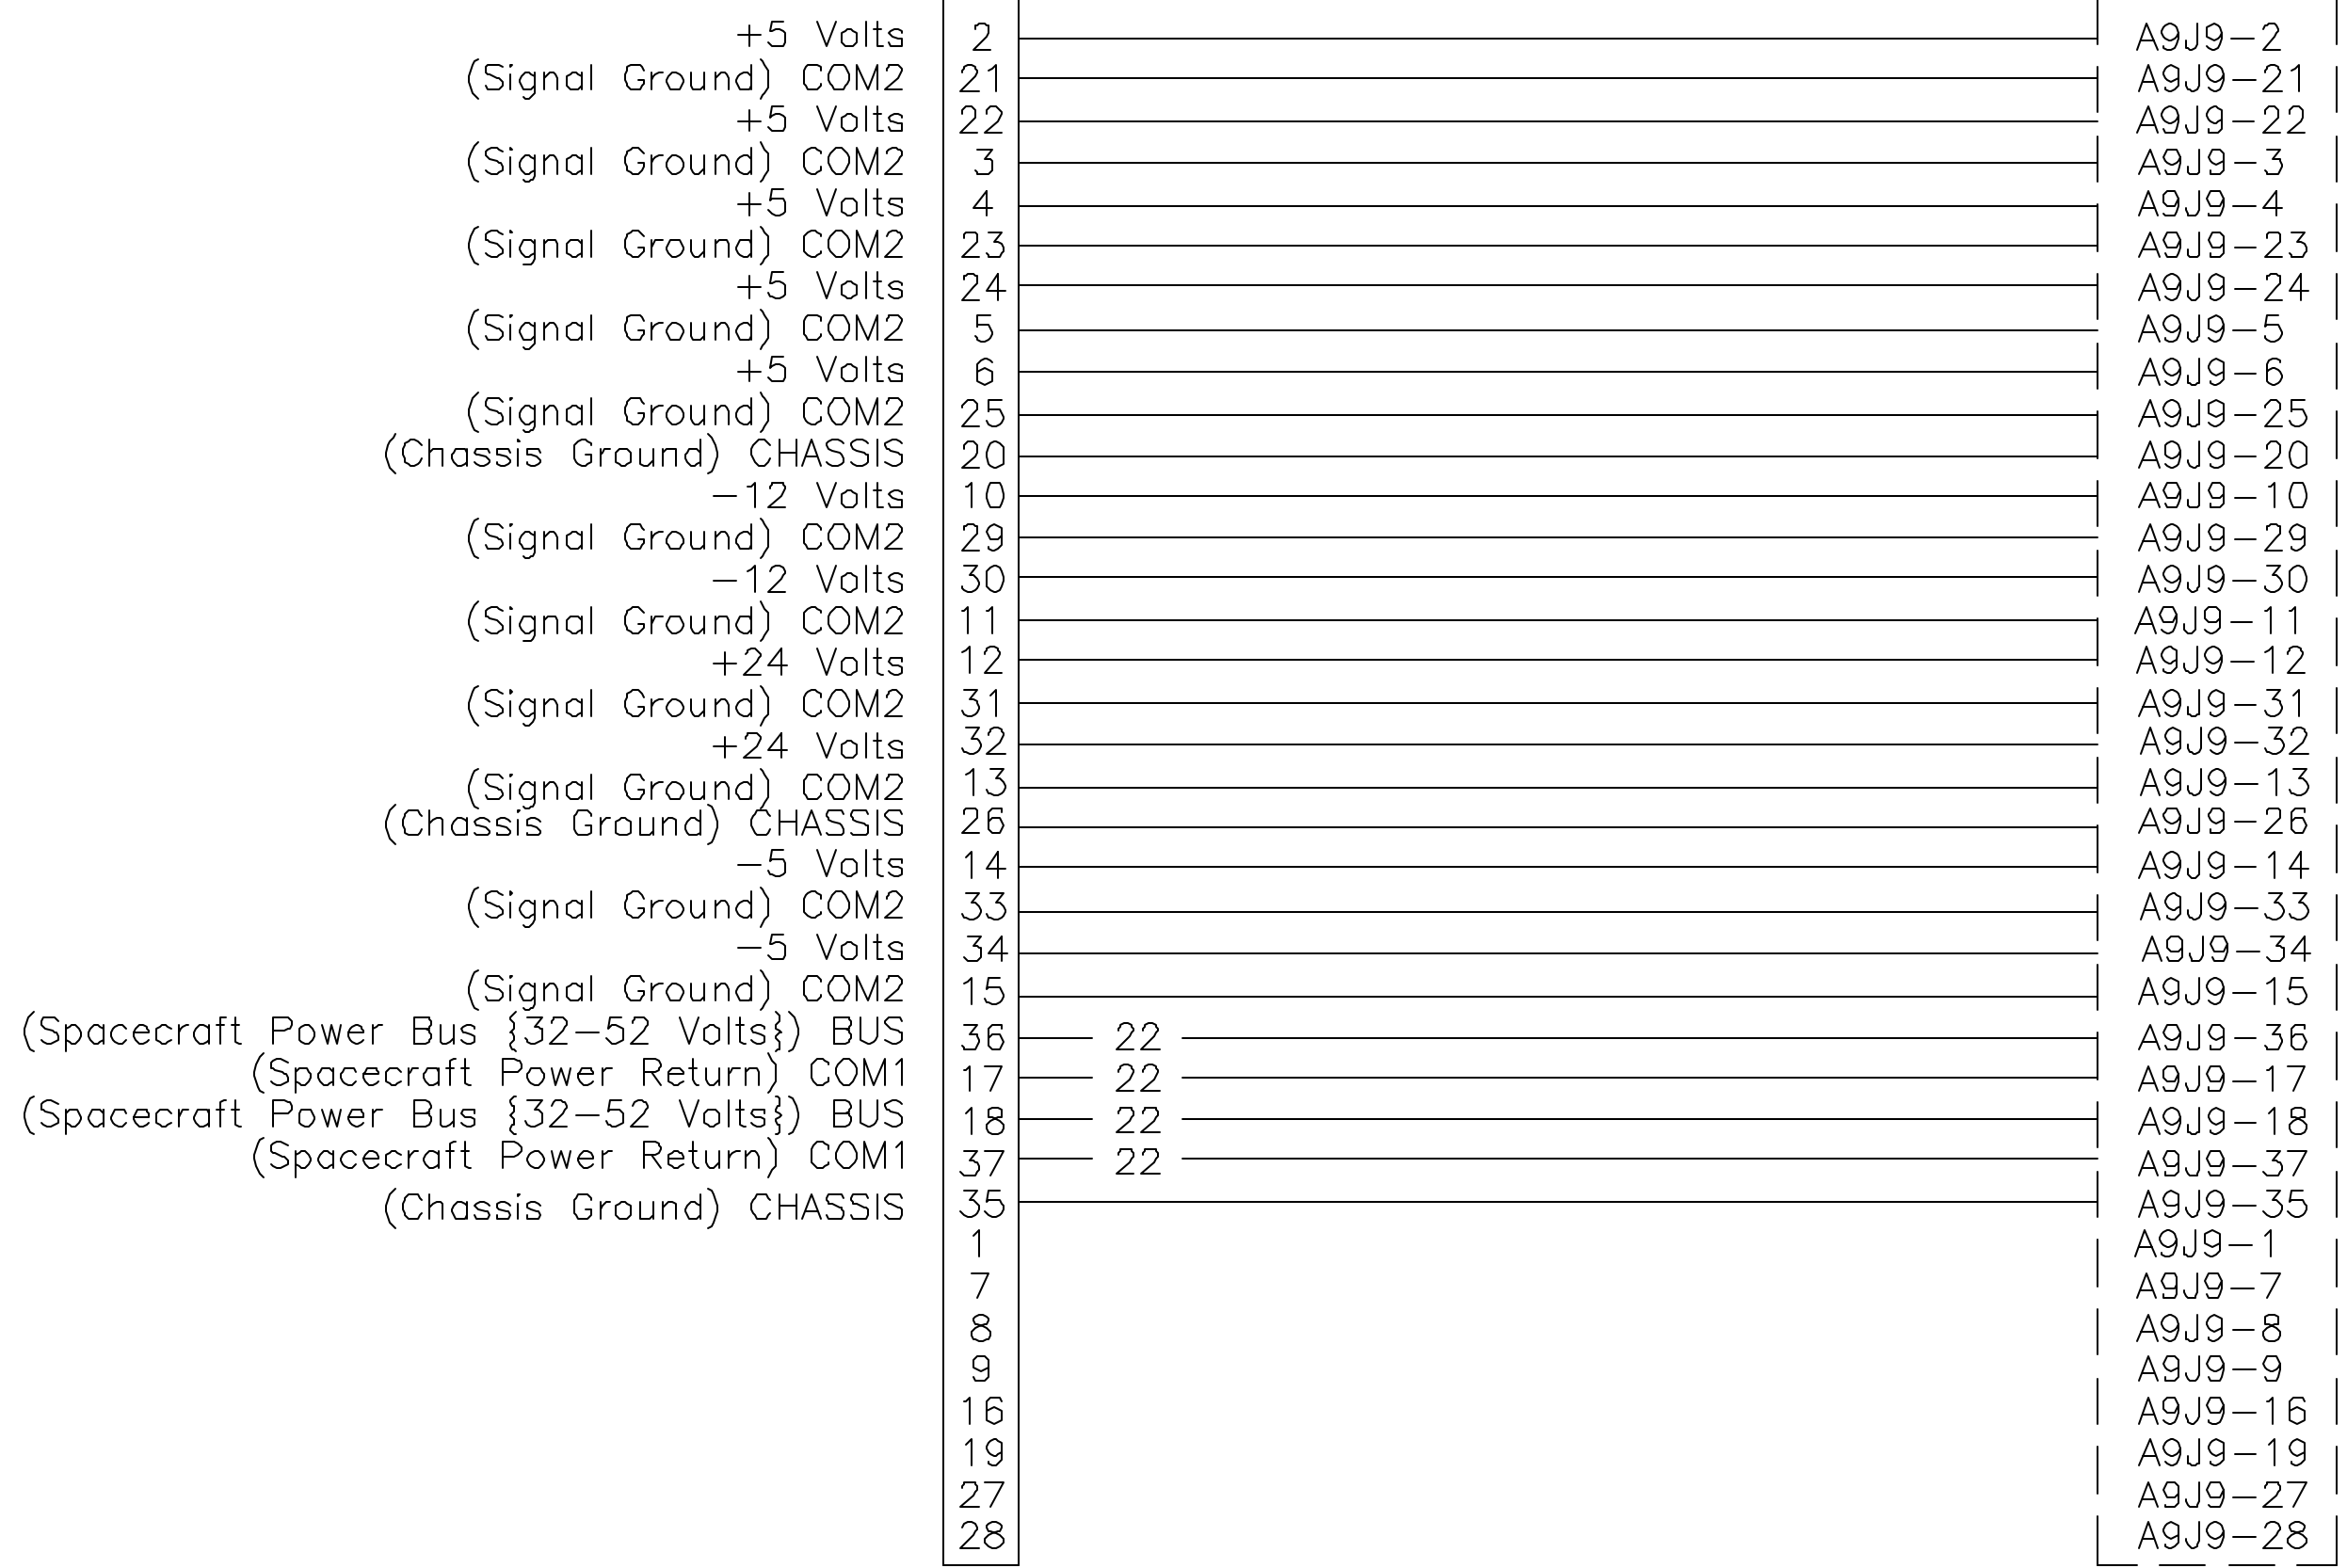 +5 Volts 2 A9J9-2
(Signal Ground) COM2 21 A9J9-21
+5 Volts 22 A9J9-22
(Signal Ground) COM2 3 A9J9-3
+5 Volts 4 A9J9-4
(Signal Ground) COM2 23 A9J9-23
+5 Volts 24 A9J9-24
(Signal Ground) COM2 5 A9J9-5
+5 Volts 6 A9J9-6
(Signal Ground) COM2 25 A9J9-25
(Chassis Ground) CHASSIS 20 A9J9-20
-12 Volts 10 A9J9-10
(Signal Ground) COM2 29 A9J9-29
-12 Volts 30 A9J9-30
(Signal Ground) COM2 11 A9J9-11
+24 Volts 12 A9J9-12
(Signal Ground) COM2 31 A9J9-31
+24 Volts 32 A9J9-32
(Signal Ground) COM2 13 A9J9-13
(Chassis Ground) CHASSIS 26 A9J9-26
-5 Volts 14 A9J9-14
(Signal Ground) COM2 33 A9J9-33
-5 Volts 34 A9J9-34
(Signal Ground) COM2 15 A9J9-15
(Spacecraft Power Bus {32-52 Volts}) BUS 36 22 A9J9-36
(Spacecraft Power Return) COM1 17 22 A9J9-17
(Spacecraft Power Bus {32-52 Volts}) BUS 18 22 A9J9-18
(Spacecraft Power Return) COM1 37 22 A9J9-37
(Chassis Ground) CHASSIS 35 A9J9-35
1 A9J9-1
7 A9J9-7
8 A9J9-8
9 A9J9-9
16 A9J9-16
19 A9J9-19
27 A9J9-27
28 A9J9-28